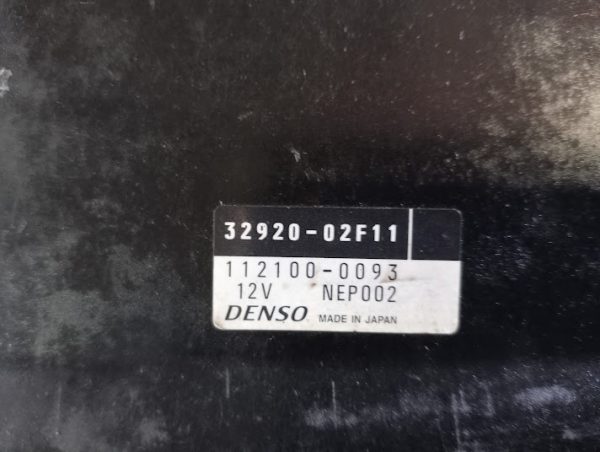 32920-02F11
112100-0093
12V NEP002
DENSO MADE IN JAPAN